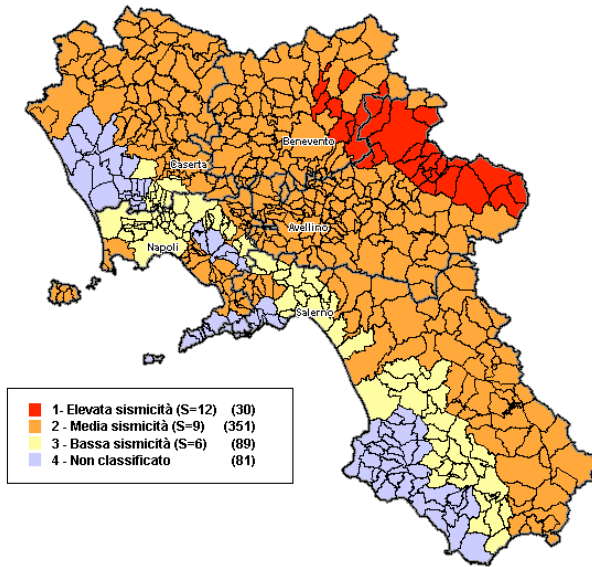 Benevento
Caserta
Avellino
Napoli
Salerno
1- Elevata sismicità (S=12) (30)
2 - Media sismicità (S=9) (351)
3 - Bassa sismicità (S=6) (89)
4 - Non classificato (81)